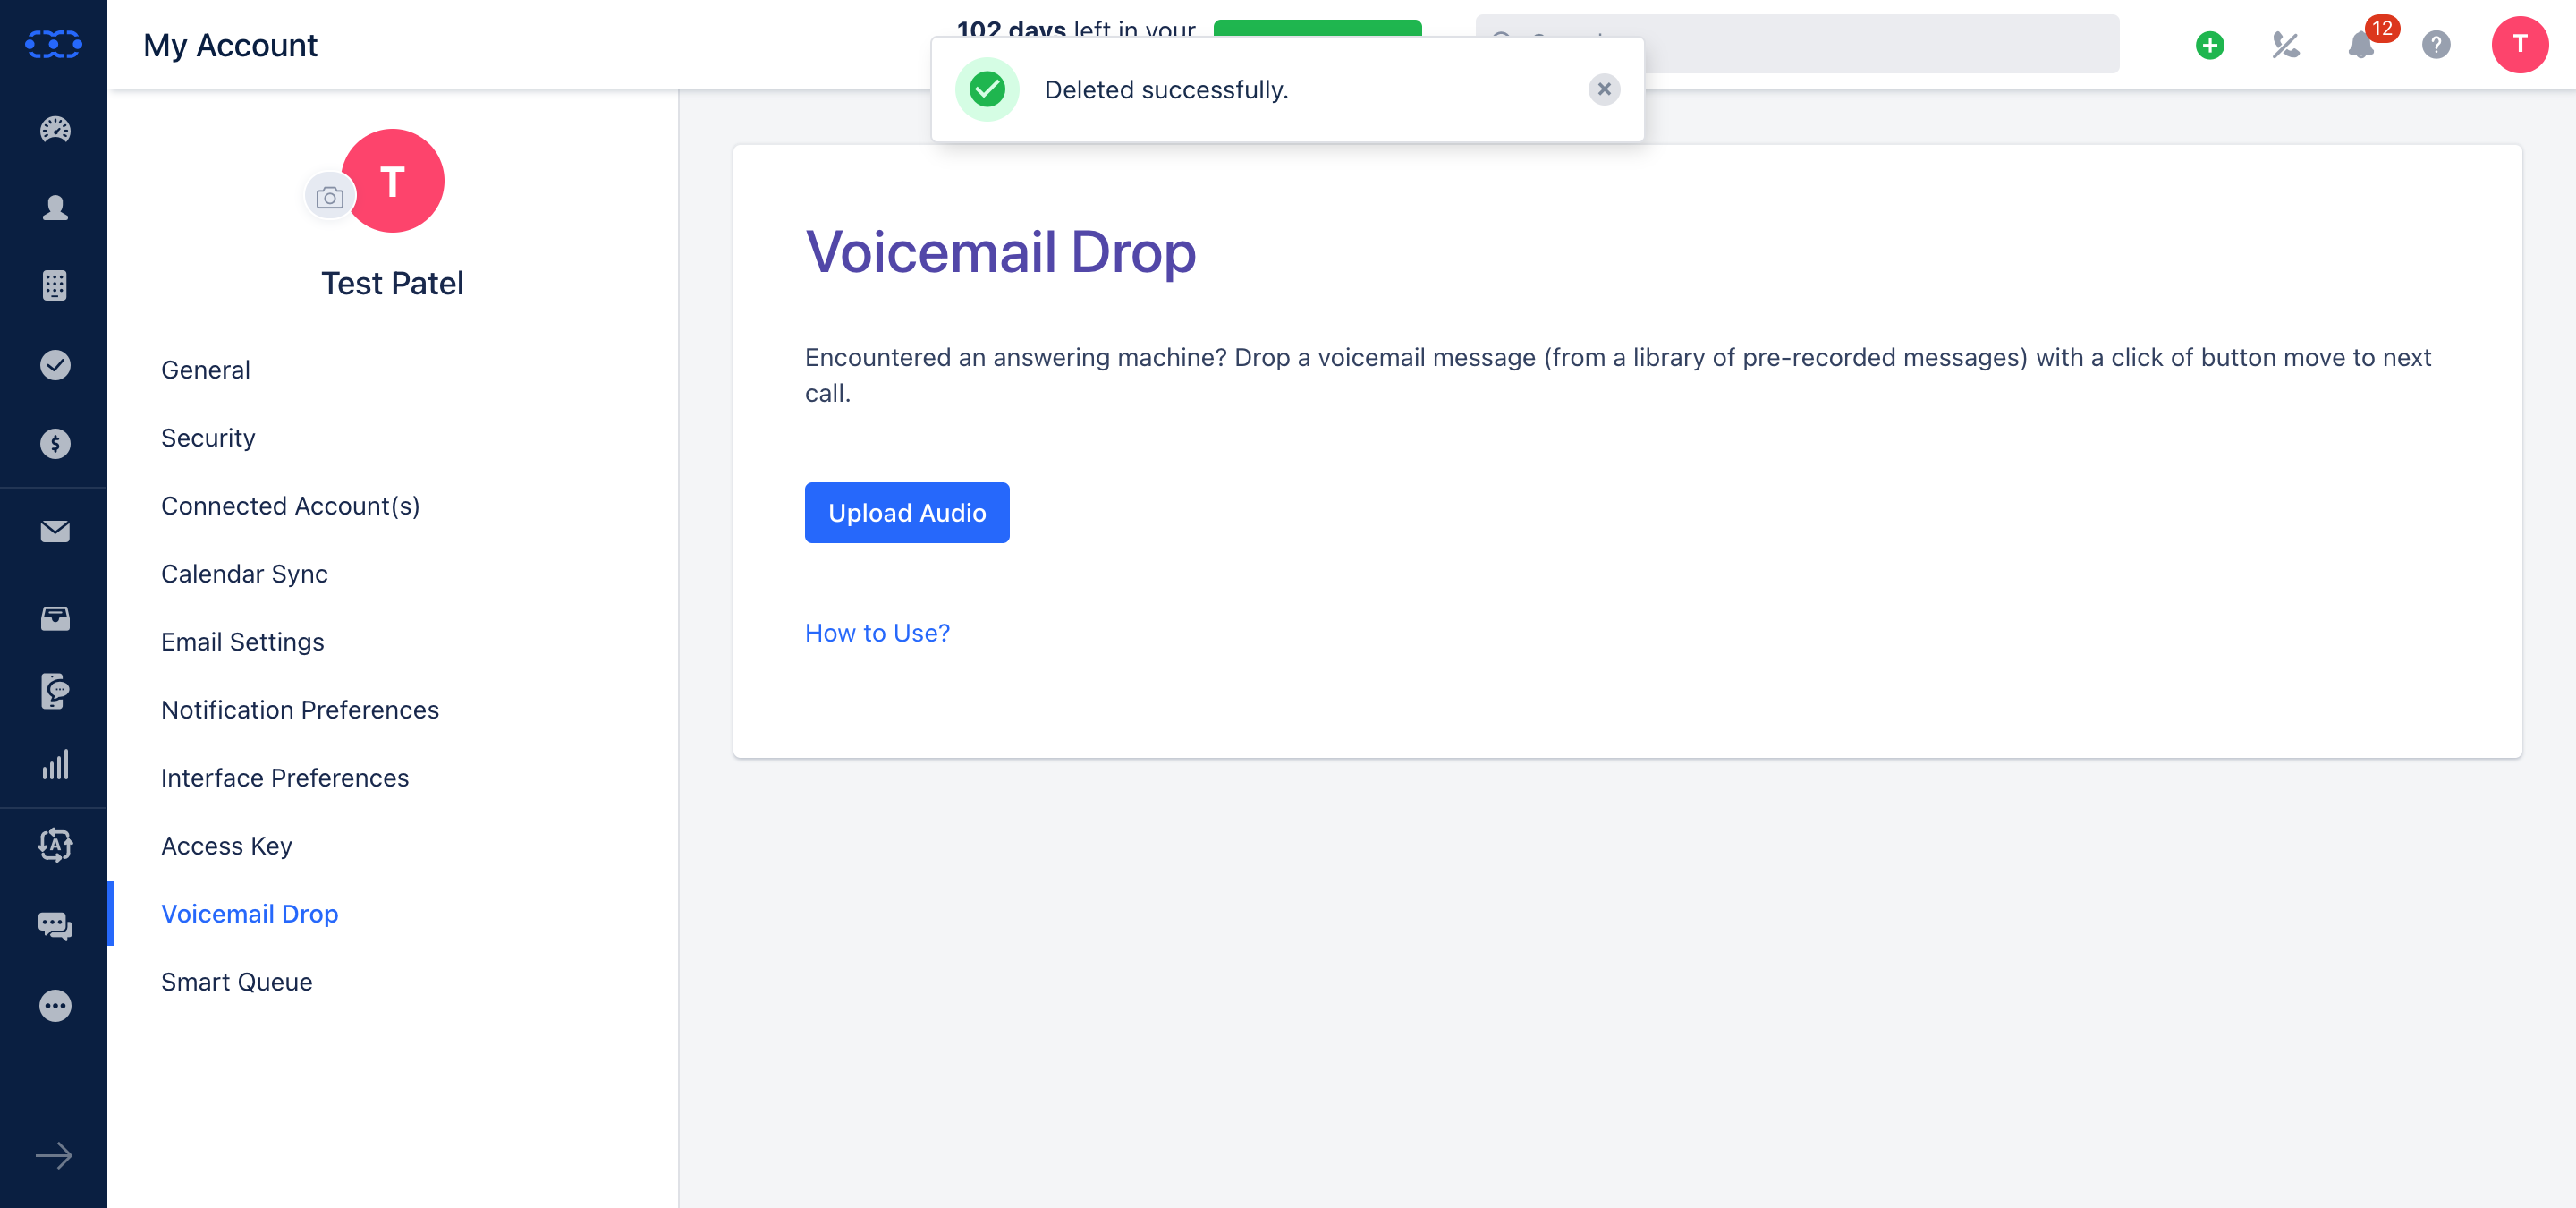 My Account
102 days left in your
12
T
Deleted successfully.
T
Test Patel
General
Security
Connected Account(s)
Calendar Sync
Email Settings
Notification Preferences
Interface Preferences
Access Key
Voicemail Drop
Smart Queue
Voicemail Drop
Encountered an answering machine? Drop a voicemail message (from a library of pre-recorded messages) with a click of button move to next
call.
Upload Audio
How to Use?